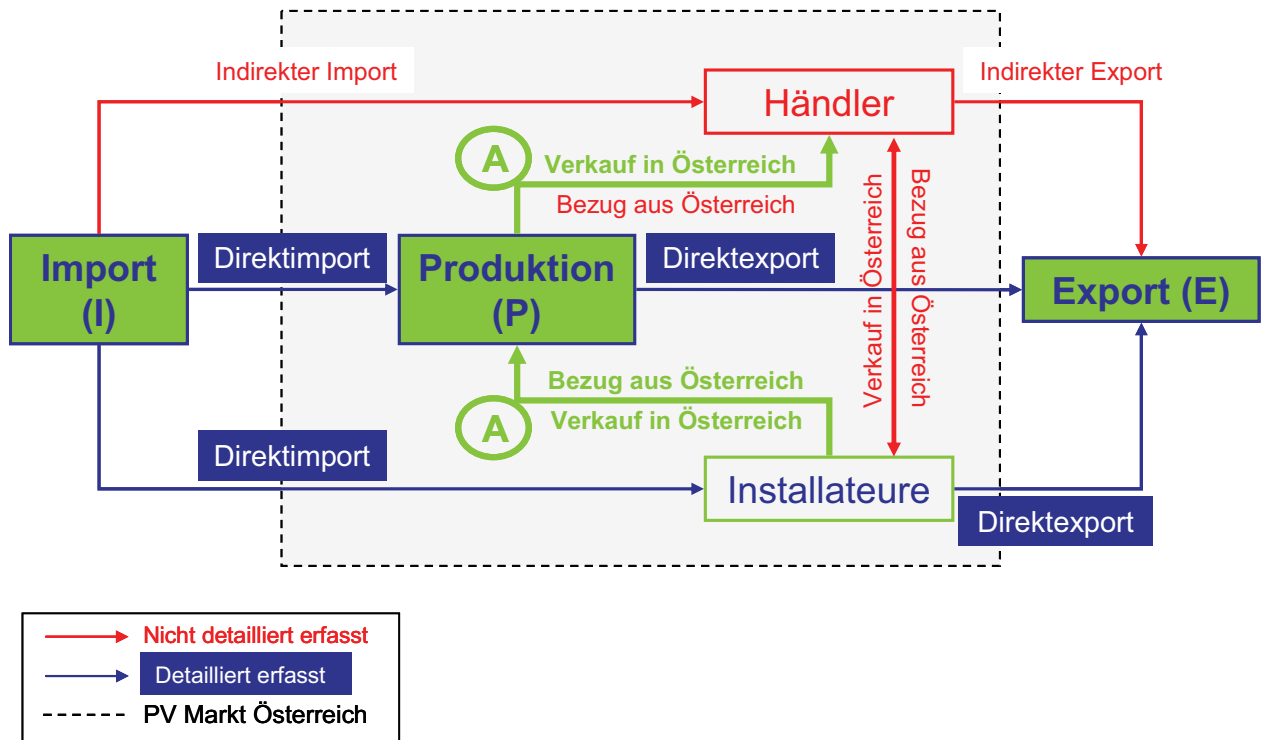 Indirekter Import
Händler
Indirekter Export
A
Verkauf in Österreich
Bezug aus Österreich
Verkauf in Österreich
Bezug aus Österreich
Import
(I)
Direktimport
Produktion
(P)
Direktexport
Export (E)
Bezug aus Österreich
A
Verkauf in Österreich
Direktimport
Installateure
Direktexport
Nicht detailliert erfasst
Detailliert erfasst
PV Markt Österreich